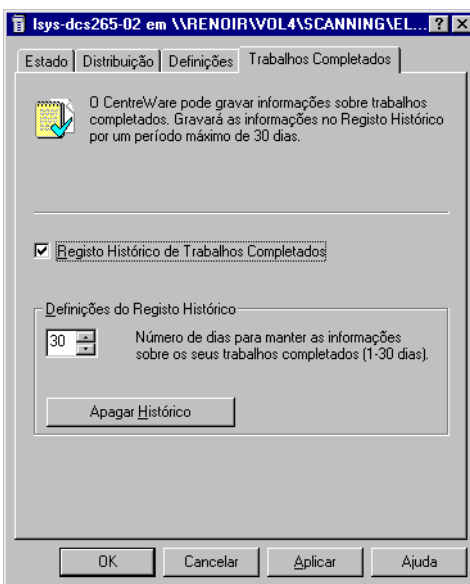 lsys-dcs265-02 em \\RENOIR\VOL4\SCANNING\EL...
Estado
Distribuição
Definições
Trabalhos Completados
O CentreWare pode gravar informações sobre trabalhos
completados. Gravará as informações no Registo Histórico
por um período máximo de 30 dias.
Registo Histórico de Trabalhos Completados
Definições do Registo Histórico
30
Número de dias para manter as informações
sobre os seus trabalhos completados (1-30 dias).
Apagar Histórico
OK
Cancelar
Aplicar
Ajuda